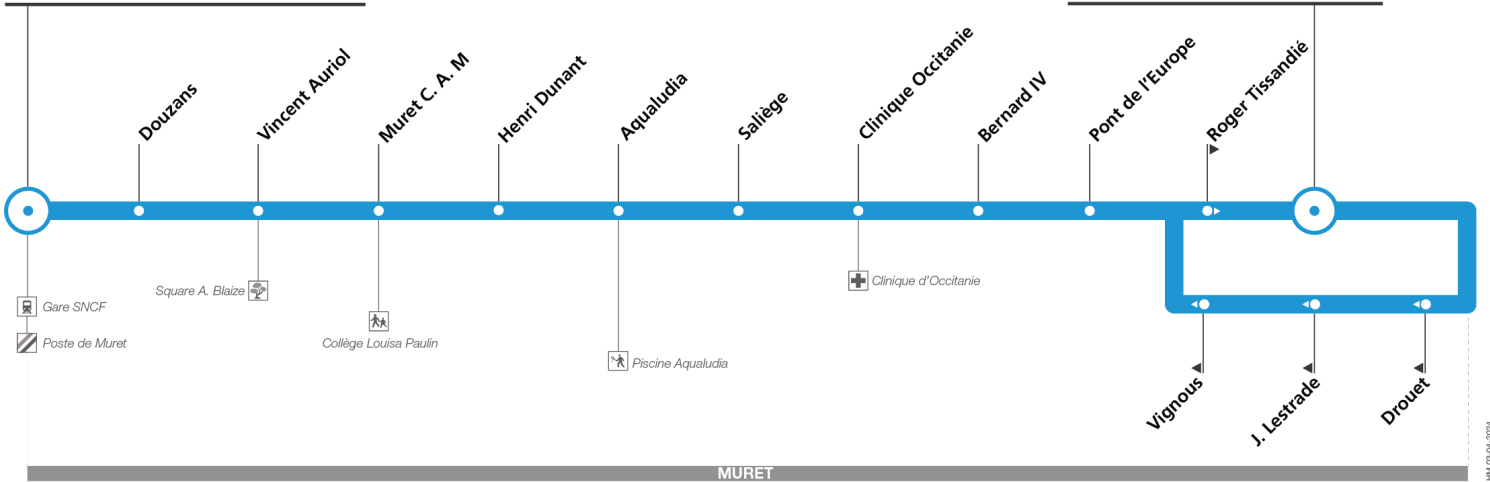 Douzans
Vincent Auriol
Muret C. A. M
Henri Dunant
Aqualudia
Saliège
Clinique Occitanie
Bernard IV
Pont de l'Europe
Roger Tissandié
Gare SNCF
Poste de Muret
Square A. Blaize
Collège Louisa Paulin
Piscine Aqualudia
Clinique d'Occitanie
Vignous
J. Lestrade
Drouet
MURET